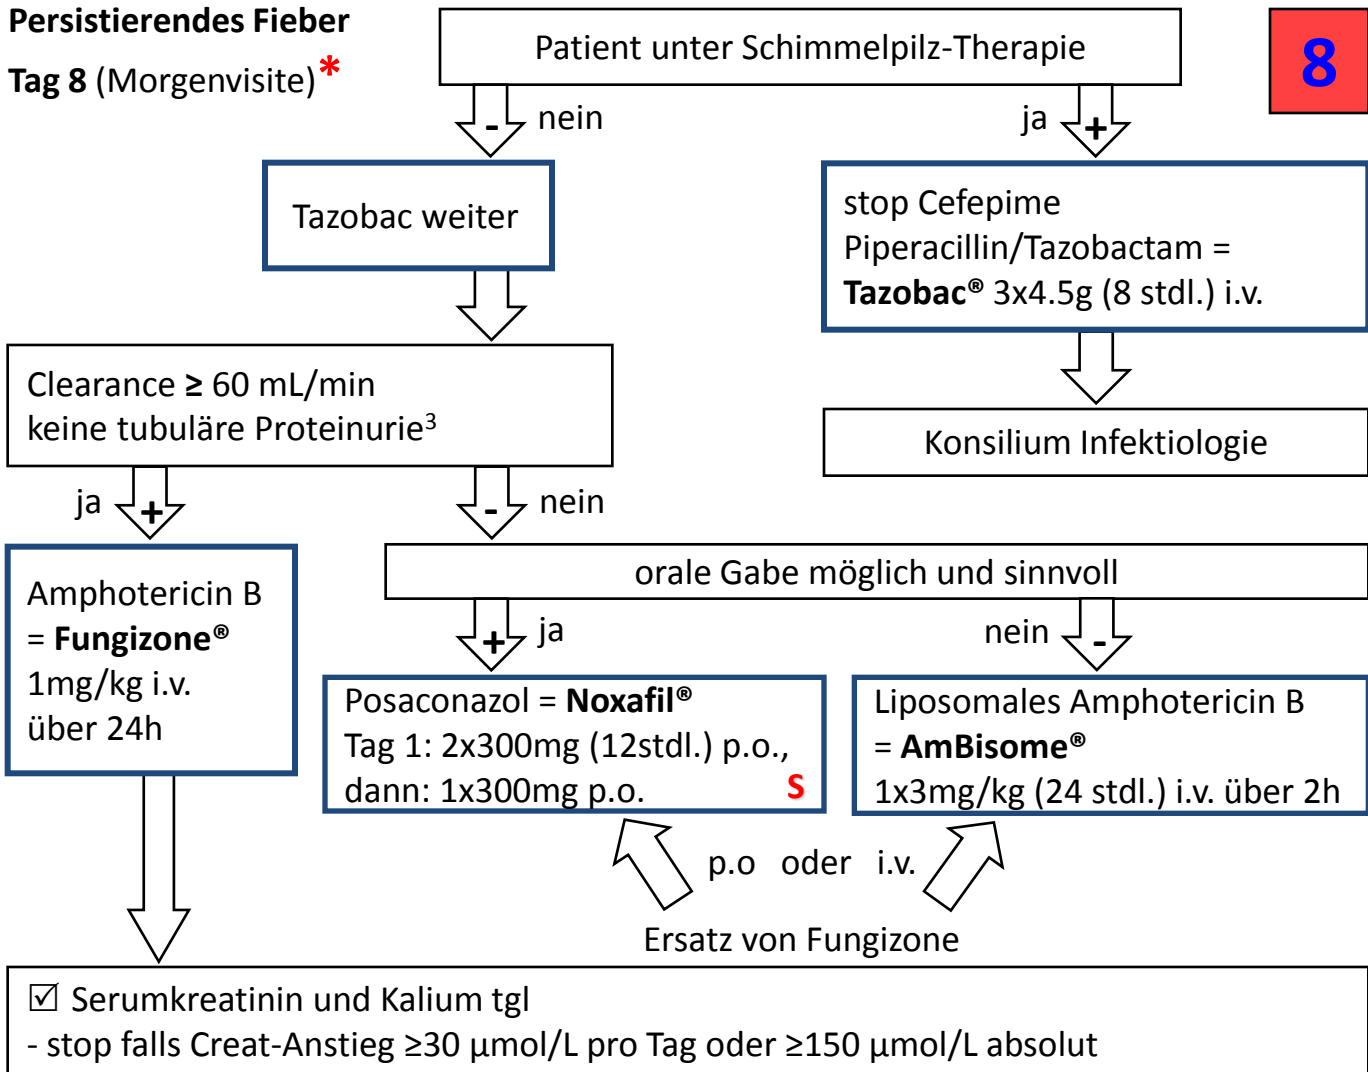 Persistierendes Fieber
Tag 8 (Morgenvisite)*
8
Patient unter Schimmelpilz-Therapie
- nein
ja +
Tazobac weiter
stop Cefepime
Piperacillin/Tazobactam =
Tazobac® 3x4.5g (8 stdl.) i.v.
Konsilium Infektiologie
Clearance ≥ 60 mL/min
keine tubuläre Proteinurie³
ja +
- nein
Amphotericin B
= Fungizone®
1mg/kg i.v.
über 24h
orale Gabe möglich und sinnvoll
+ ja
nein -
Posaconazol = Noxafil®
Tag 1: 2x300mg (12stdl.) p.o.,
dann: 1x300mg p.o. S
Liposomales Amphotericin B
= AmBisome®
1x3mg/kg (24 stdl.) i.v. über 2h
p.o oder i.v.
Ersatz von Fungizone
☑ Serumkreatinin und Kalium tgl
- stop falls Creat-Anstieg ≥30 µmol/L pro Tag oder ≥150 µmol/L absolut